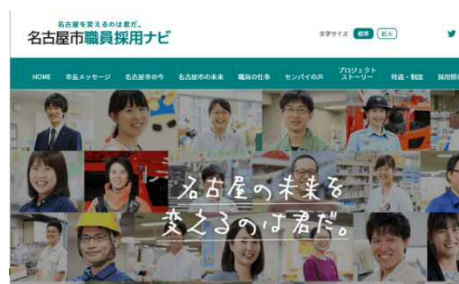 名古屋を変えるのは君だ。
名古屋市職員採用ナビ
文字サイズ 標準 拡大
HOME 市長メッセージ 名古屋市の今 名古屋市の未来 職員の仕事 センパイの声 プロジェクトストーリー 待遇・制度
名古屋の未来を
変えるのは君だ。